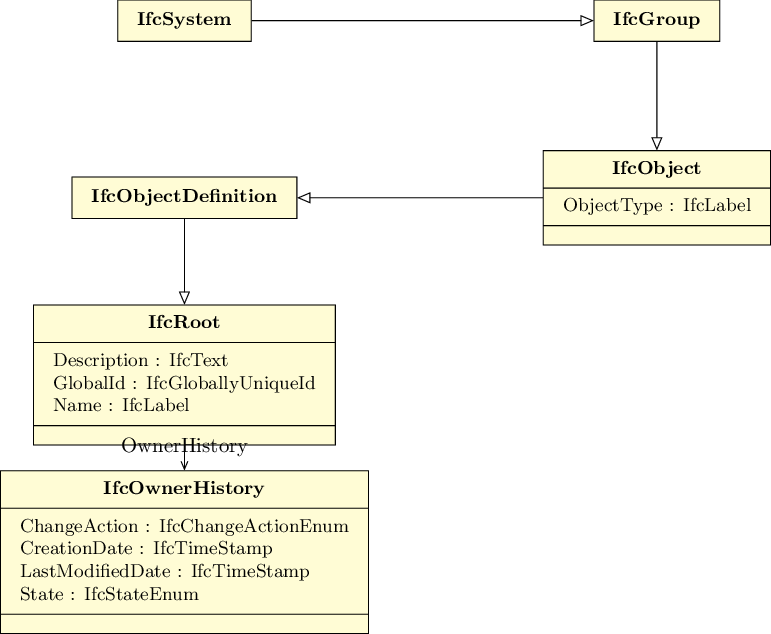 IfcSystem
IfcGroup
IfcObject
ObjectType : IfcLabel
IfcObjectDefinition
IfcRoot
Description : IfcText
GlobalId : IfcGloballyUniqueId
Name : IfcLabel
OwnerHistory
IfcOwnerHistory
ChangeAction : IfcChangeActionEnum
CreationDate : IfcTimeStamp
LastModifiedDate : IfcTimeStamp
State : IfcStateEnum